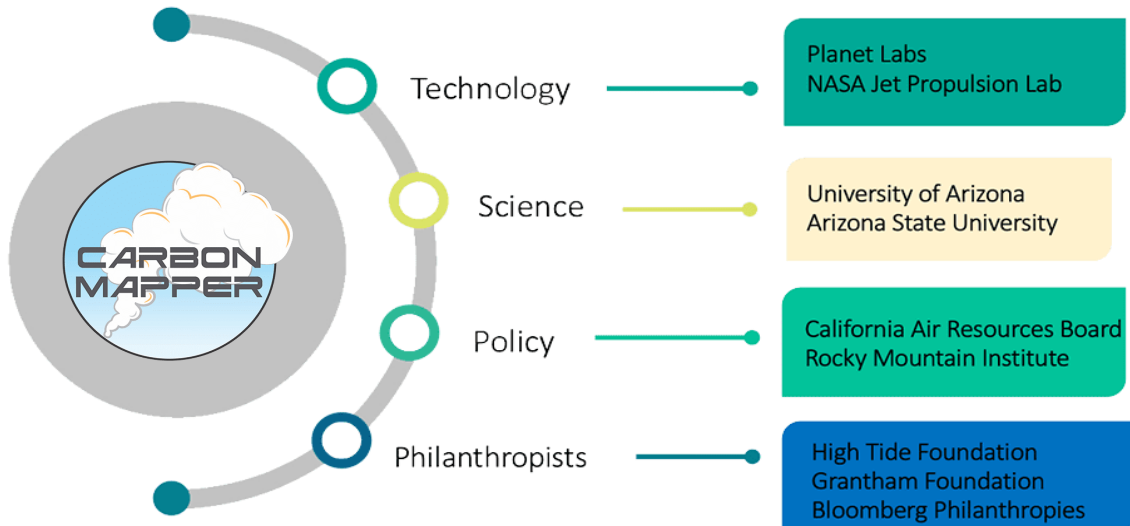 CARBON
MAPPER
Technology
Planet Labs
NASA Jet Propulsion Lab
Science
University of Arizona
Arizona State University
Policy
California Air Resources Board
Rocky Mountain Institute
Philanthropists
High Tide Foundation
Grantham Foundation
Bloomberg Philanthropies